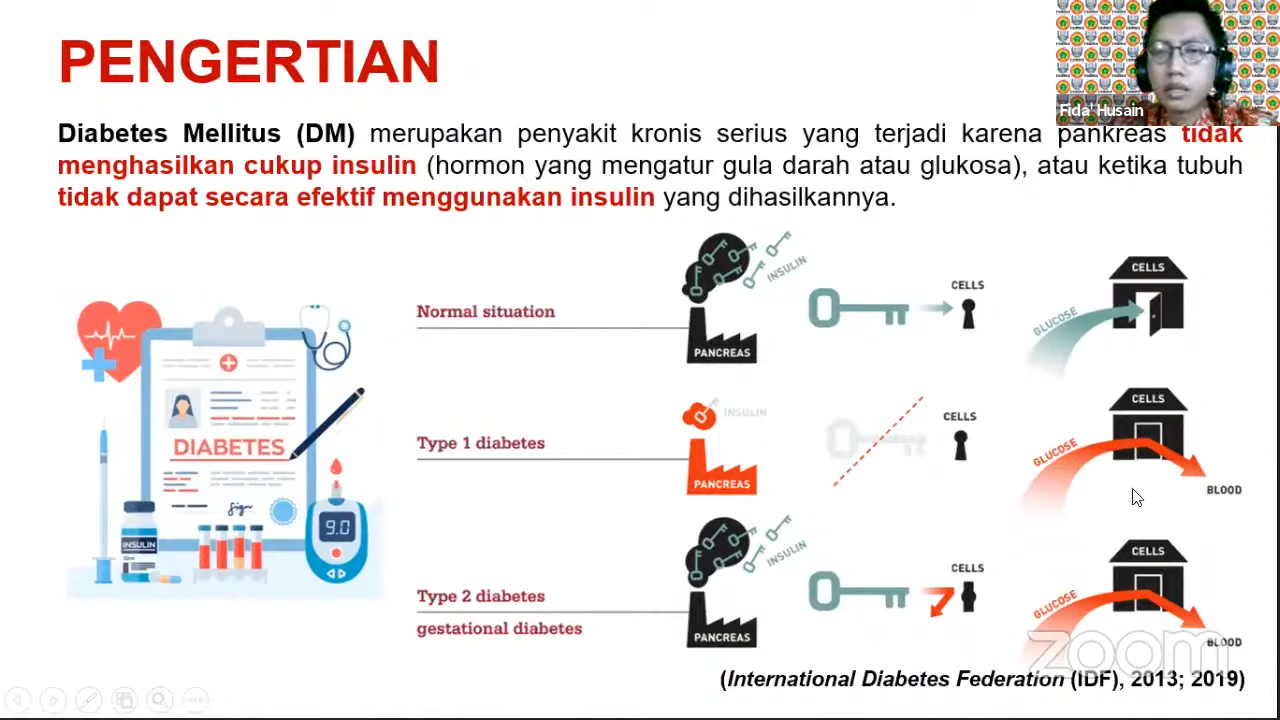 PENGERTIAN
Fida' Husain
Diabetes Mellitus (DM) merupakan penyakit kronis serius yang terjadi karena pankreas tidak
menghasilkan cukup insulin (hormon yang mengatur gula darah atau glukosa), atau ketika tubuh
tidak dapat secara efektif menggunakan insulin yang dihasilkannya.
DIABETES
Sign
INSULIN
9.0
Normal situation
INSULIN
PANCREAS
CELLS
GLUCOSE
CELLS
Type 1 diabetes
INSULIN
PANCREAS
CELLS
GLUCOSE
CELLS
BLOOD
Type 2 diabetes
gestational diabetes
INSULIN
PANCREAS
CELLS
GLUCOSE
CELLS
BLOOD
zoom
(International Diabetes Federation (IDF), 2013; 2019)